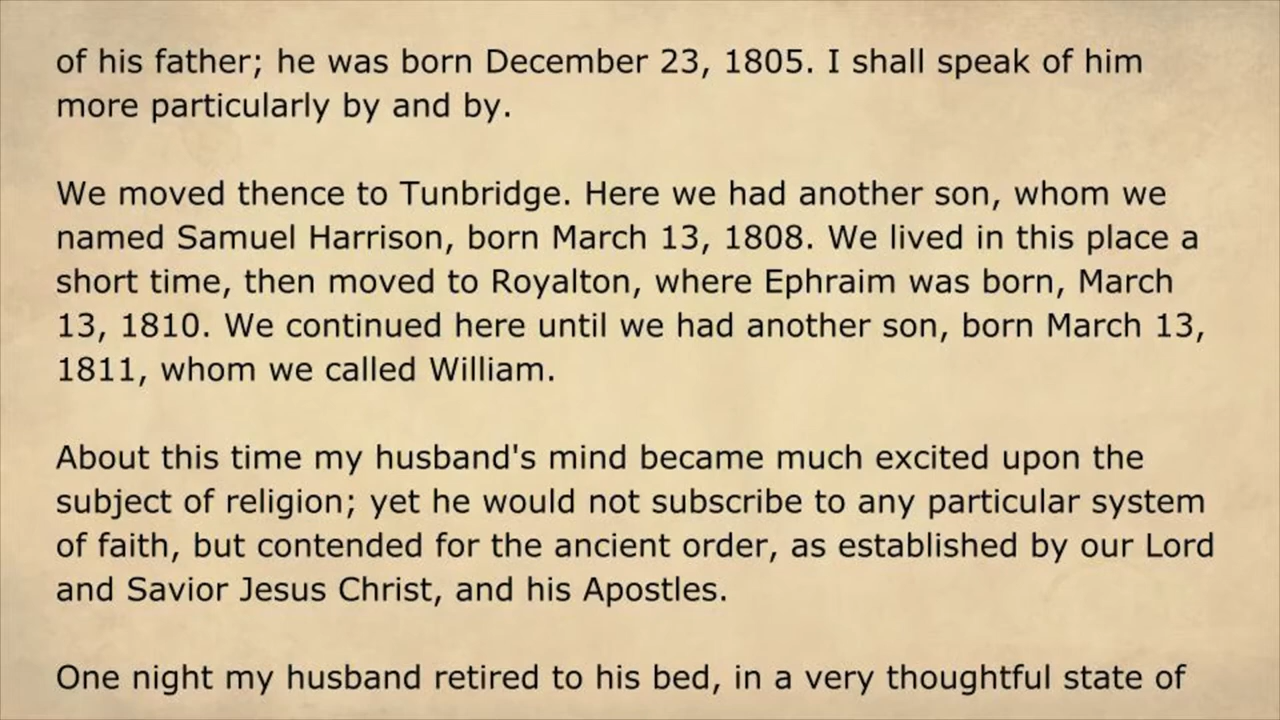 of his father; he was born December 23, 1805. I shall speak of him
more particularly by and by.
We moved thence to Tunbridge. Here we had another son, whom we
named Samuel Harrison, born March 13, 1808. We lived in this place a
short time, then moved to Royalton, where Ephraim was born, March
13, 1810. We continued here until we had another son, born March 13,
1811, whom we called William.
About this time my husband's mind became much excited upon the
subject of religion; yet he would not subscribe to any particular system
of faith, but contended for the ancient order, as established by our Lord
and Savior Jesus Christ, and his Apostles.
One night my husband retired to his bed, in a very thoughtful state of